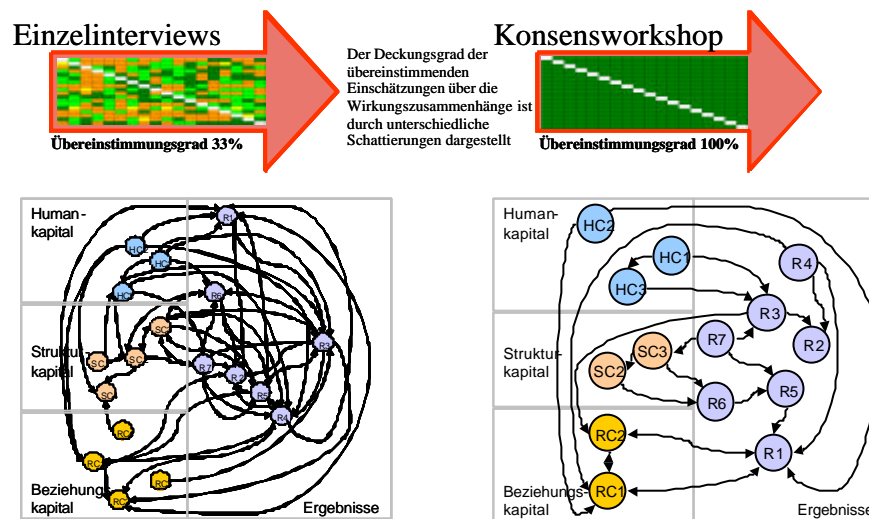 Einzelinterviews
Konsensworkshop
Der Deckungsgrad der
übereinstimmenden
Einschätzungen über die
Wirkungszusammenhänge ist
durch unterschiedliche
Schattierungen dargestellt
Übereinstimmungsgrad 33%
Übereinstimmungsgrad 100%
Human-
kapital
R1
HC
HC
HC
R6
SC
Struktur-
kapital
SC
SC
R3
R7
R2
SC
R5
R4
RC
RC
RC
RC
Beziehungs-
kapital
Ergebnisse
Human-
kapital
HC2
HC1
R4
HC3
R3
Struktur-
kapital
R7
R2
SC3
SC2
R5
R6
RC2
R1
RC1
Beziehungs-
kapital
Ergebnisse